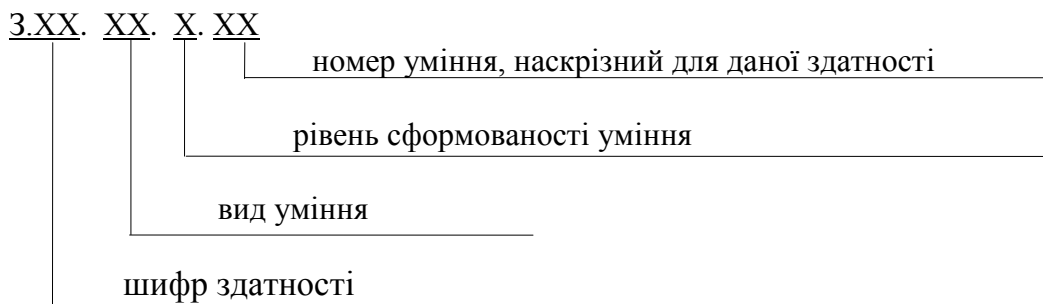 З.ХХ. ХХ. Х. ХХ
номер уміння, наскрізний для даної здатності
рівень сформованості уміння
вид уміння
шифр здатності